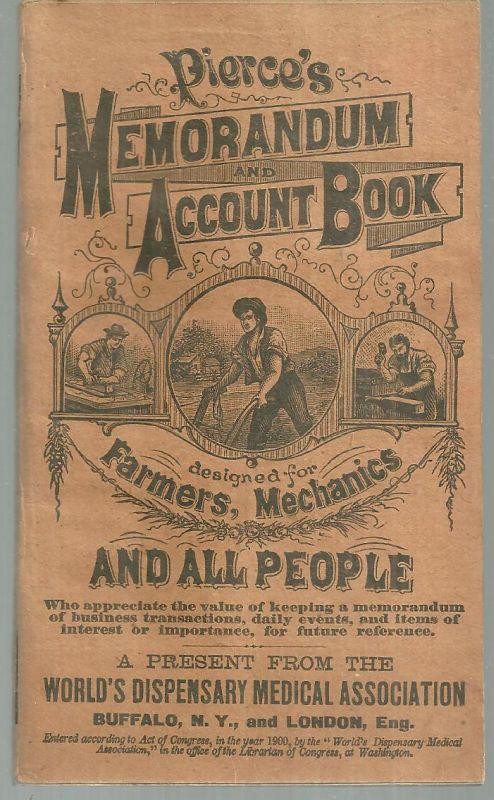 Pierce's
MEMORANDUM
AND
ACCOUNT BOOK
designed for
Farmers, Mechanics
AND ALL PEOPLE
Who appreciate the value of keeping a memorandum
of business transactions, daily events, and items of
interest or importance, for future reference.
A PRESENT FROM THE
WORLD'S DISPENSARY MEDICAL ASSOCIATION
BUFFALO, N. Y., and LONDON, Eng.
Entered according to Act of Congress, in the year 1900, by the "World's Dispensary Medical
Association," in the office of the Librarian of Congress, at Washington.